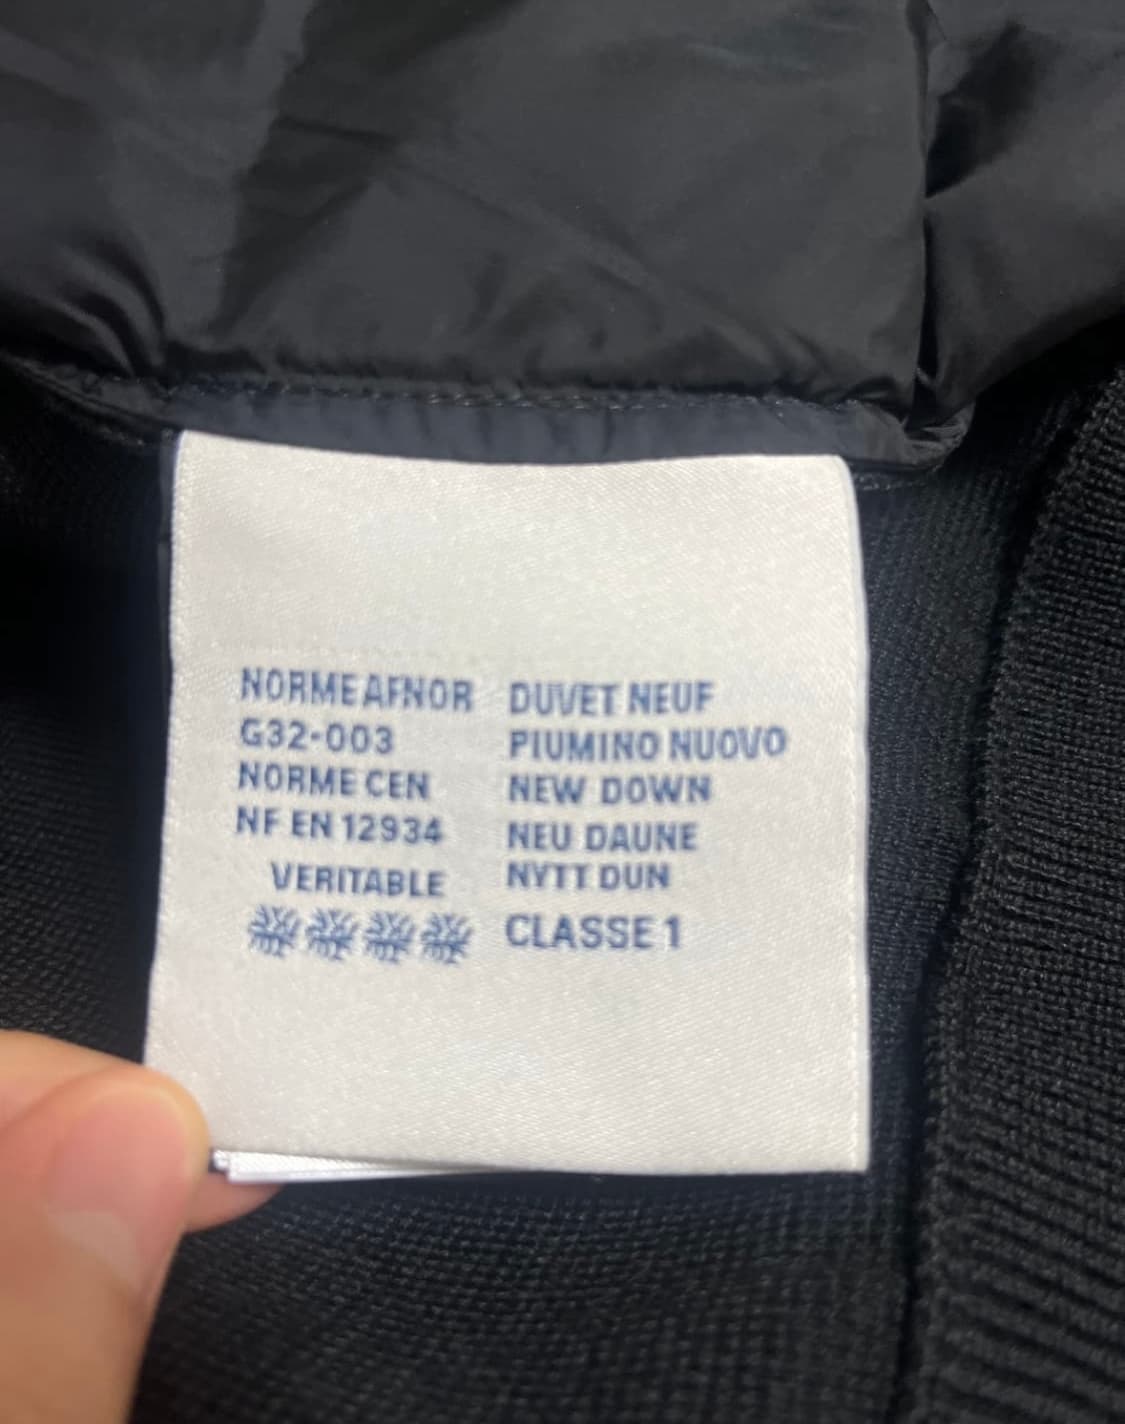 NORME AFNOR
G32-003
NORME CEN
NF EN 12934
VERITABLE
DUVET NEUF
PIUMINO NUOVO
NEW DOWN
NEU DAUNE
NYTT DUN
CLASSE 1